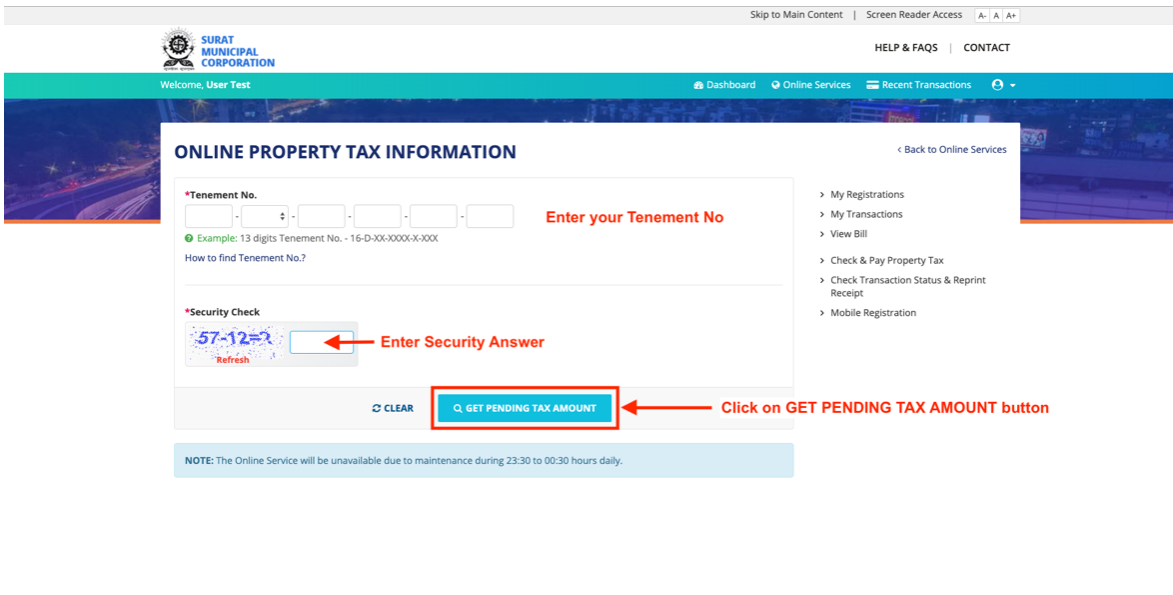 Skip to Main Content | Screen Reader Access A- A A+
SURAT
MUNICIPAL
CORPORATION
HELP & FAQS | CONTACT
Welcome, User Test
Dashboard Online Services Recent Transactions
ONLINE PROPERTY TAX INFORMATION
< Back to Online Services
*Tenement No.
- - - - -
Enter your Tenement No
Example: 13 digits Tenement No. - 16-D-XX-XXXX-X-XXX
How to find Tenement No.?
*Security Check
57-12=?
Refresh
Enter Security Answer
CLEAR
GET PENDING TAX AMOUNT
Click on GET PENDING TAX AMOUNT button
NOTE: The Online Service will be unavailable due to maintenance during 23:30 to 00:30 hours daily.
> My Registrations
> My Transactions
> View Bill
> Check & Pay Property Tax
> Check Transaction Status & Reprint
Receipt
> Mobile Registration